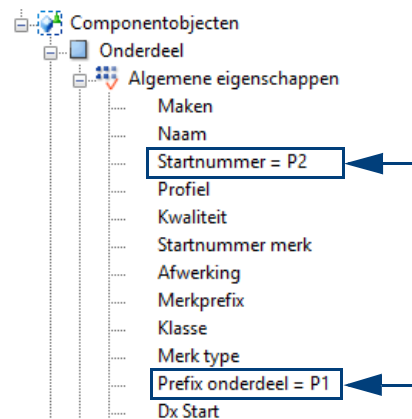 Componentobjecten
Onderdeel
Algemene eigenschappen
Maken
Naam
Startnummer = P2
Profiel
Kwaliteit
Startnummer merk
Afwerking
Merkprefix
Klasse
Merk type
Prefix onderdeel = P1
Dx Start